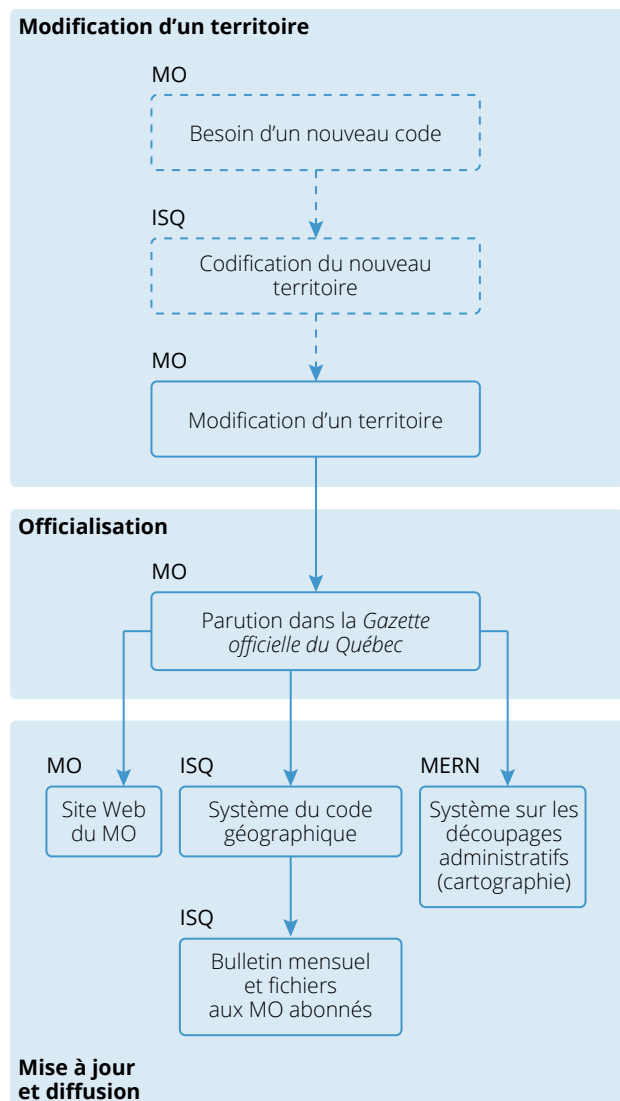 Modification d’un territoire
MO
Besoin d’un nouveau code
ISQ
Codification du nouveau
territoire
MO
Modification d’un territoire
Officialisation
MO
Parution dans la Gazette
officielle du Québec
MO
Site Web
du MO
ISQ
Système du code
géographique
MERN
Système sur les
découpages
administratifs
(cartographie)
ISQ
Bulletin mensuel
et fichiers
aux MO abonnés
Mise à jour
et diffusion